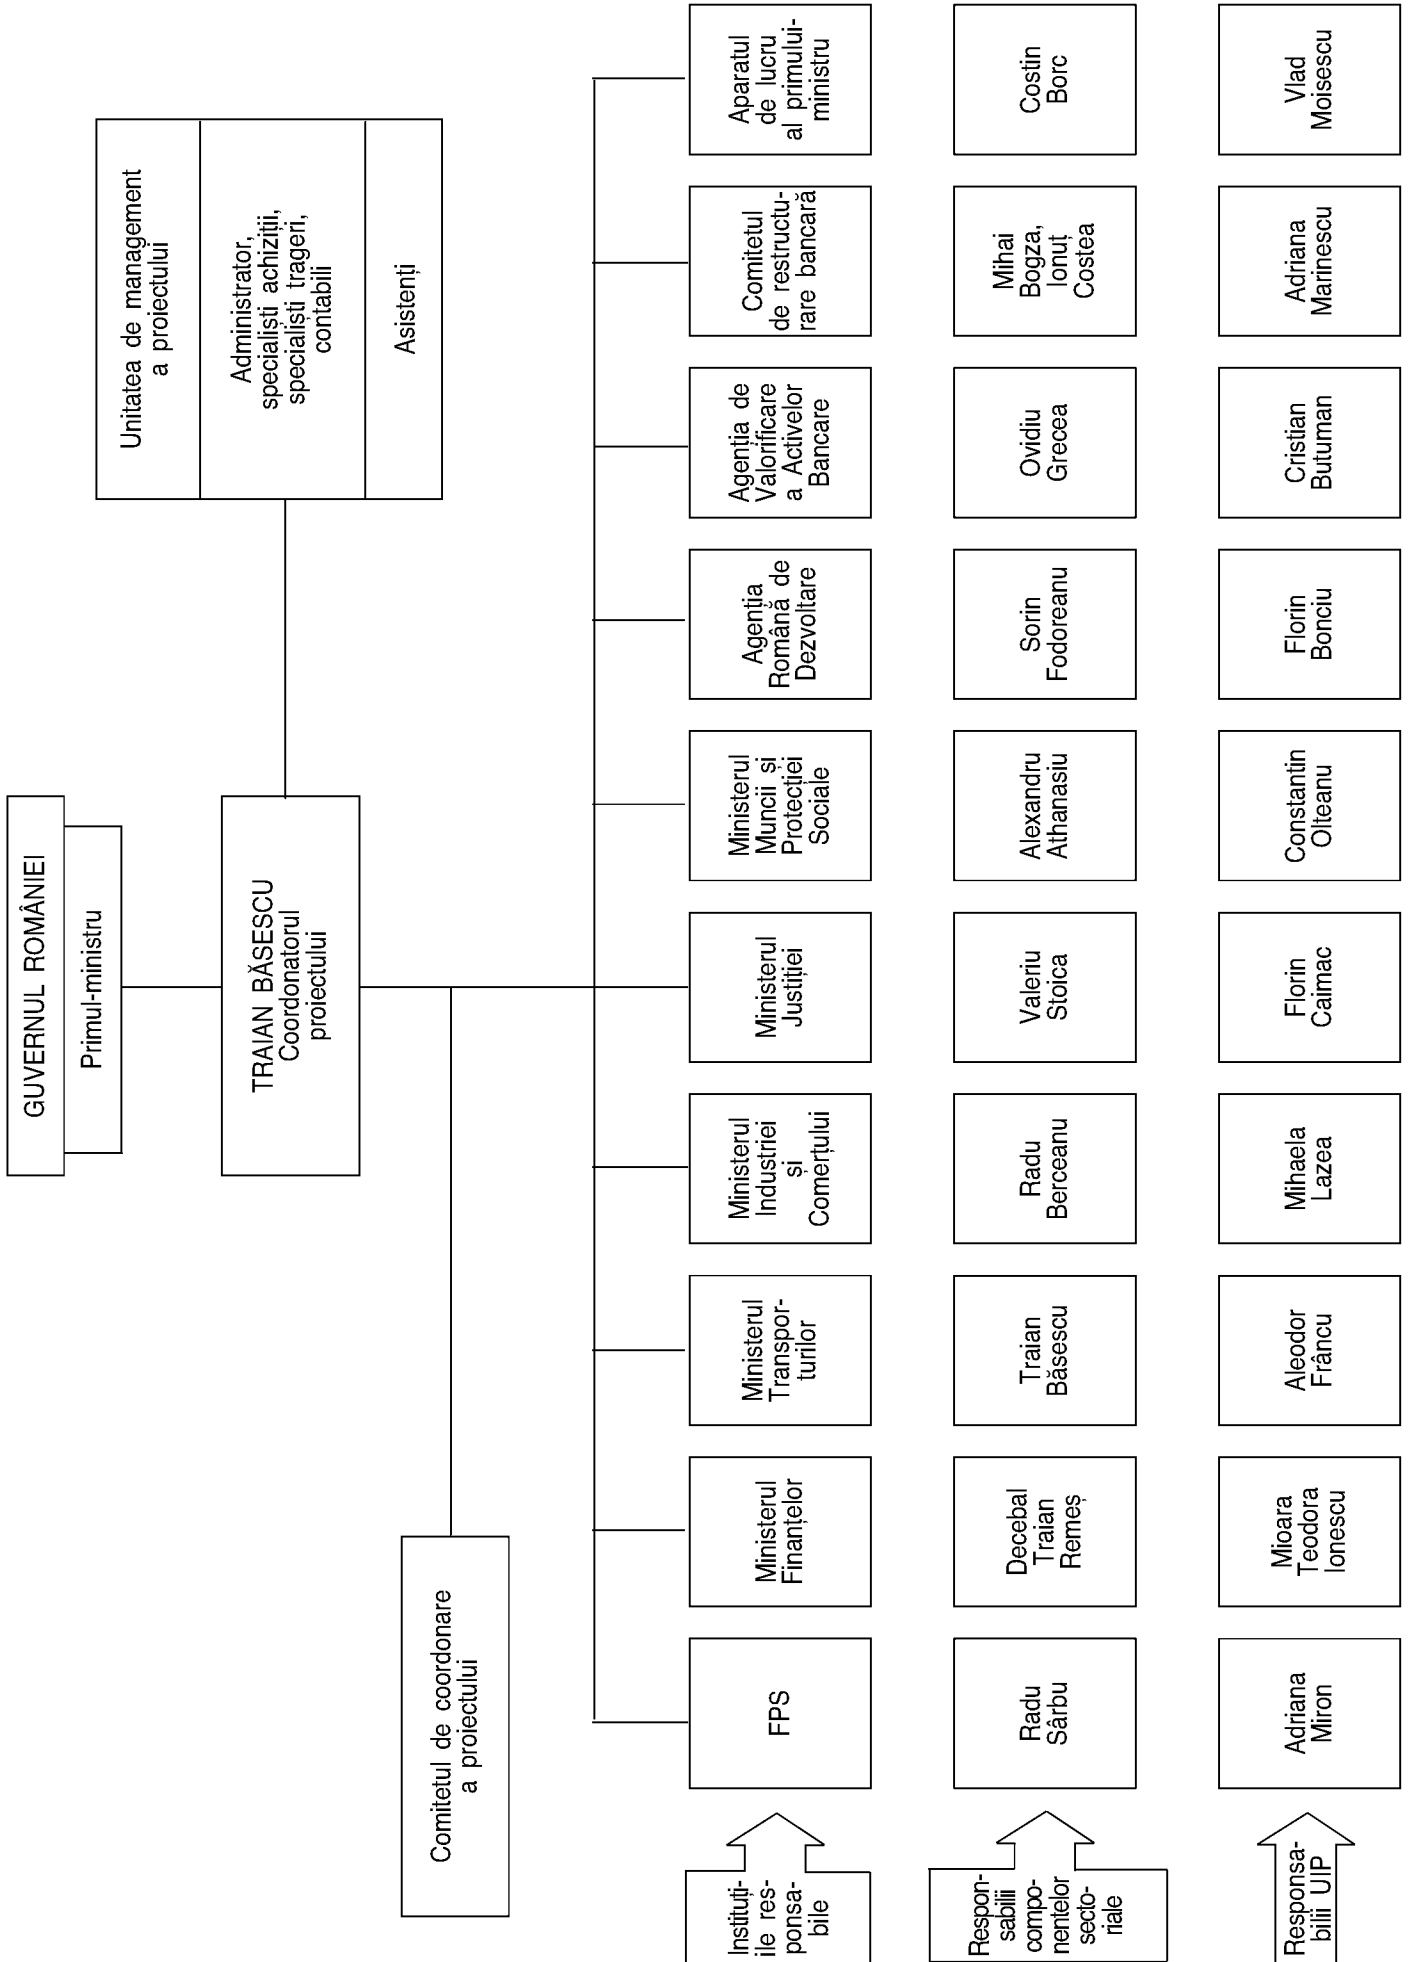 GUVERNUL ROMÂNIEI
Primul-ministru
TRAIAN BĂSESCU
Coordonatorul
proiectului
Unitatea de management
a proiectului
Administrator,
specialiști achiziții,
specialiști trageri,
contabili
Asistenți
Comitetul de coordonare
a proiectului
Instituți-
ile res-
ponsa-
bile
FPS
Ministerul
Finanțelor
Ministerul
Transpor-
turilor
Ministerul
Industriei
și
Comerțului
Ministerul
Justiției
Ministerul
Muncii și
Protecției
Sociale
Agenția
Română de
Dezvoltare
Agenția de
Valorificare
a Activelor
Bancare
Comitetul
de restructu-
rare bancară
Aparatul
de lucru
al primului-
ministru
Respon-
sabilii
compo-
nentelor
secto-
riale
Radu
Sârbu
Decebal
Traian
Remeș
Traian
Băsescu
Radu
Berceanu
Valeriu
Stoica
Alexandru
Athanasiu
Sorin
Fodoreanu
Ovidiu
Grecea
Mihai
Bogza,
Ionuț
Costea
Costin
Borc
Responsa-
bilii UIP
Adriana
Miron
Mioara
Teodora
Ionescu
Aleodor
Frâncu
Mihaela
Lazea
Florin
Caimac
Constantin
Olteanu
Florin
Bonciu
Cristian
Butuman
Adriana
Marinescu
Vlad
Moisescu